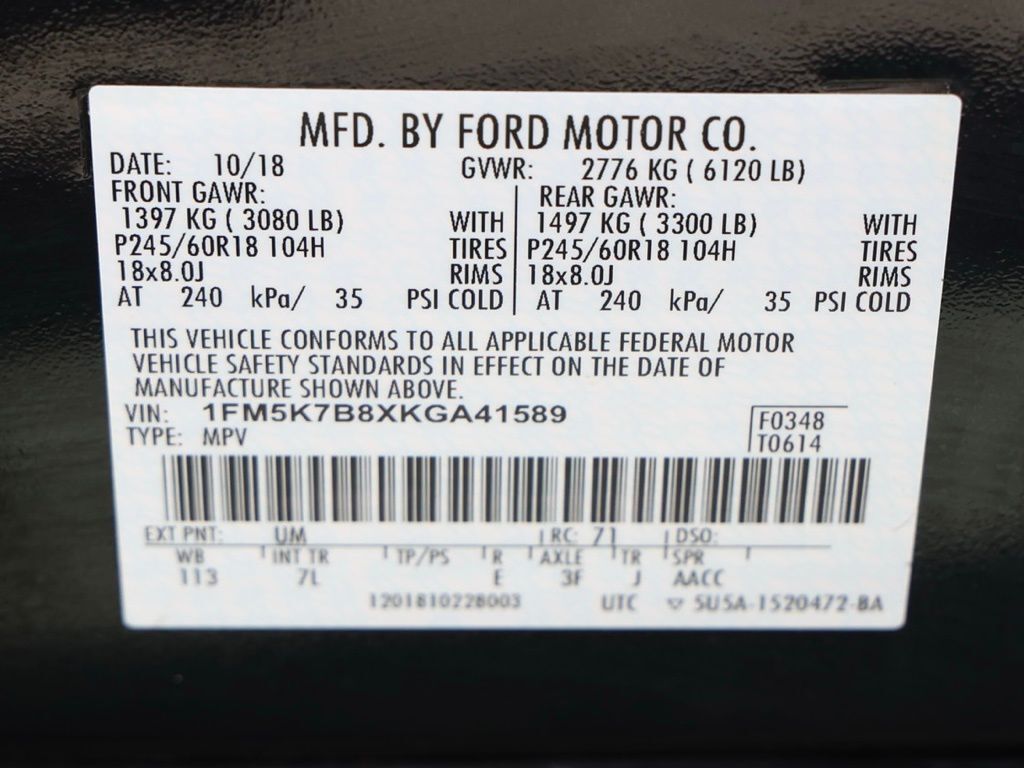 MFD. BY FORD MOTOR CO.
DATE: 10/18 GVWR: 2776 KG ( 6120 LB)
FRONT GAWR: REAR GAWR:
1397 KG ( 3080 LB) WITH 1497 KG ( 3300 LB) WITH
P245/60R18 104H TIRES P245/60R18 104H TIRES
18x8.0J RIMS 18x8.0J RIMS
AT 240 kPa/ 35 PSI COLD AT 240 kPa/ 35 PSI COLD
THIS VEHICLE CONFORMS TO ALL APPLICABLE FEDERAL MOTOR
VEHICLE SAFETY STANDARDS IN EFFECT ON THE DATE OF
MANUFACTURE SHOWN ABOVE.
VIN: 1FM5K7B8XKGA41589 F0348
TYPE: MPV T0614
EXT PNT: UM RC: 71 DSO:
WB INT TR TP/PS R AXLE TR SPR
113 7L E 3F J AACC
1201810228003 UTC ▽ 5U5A-1520472-BA